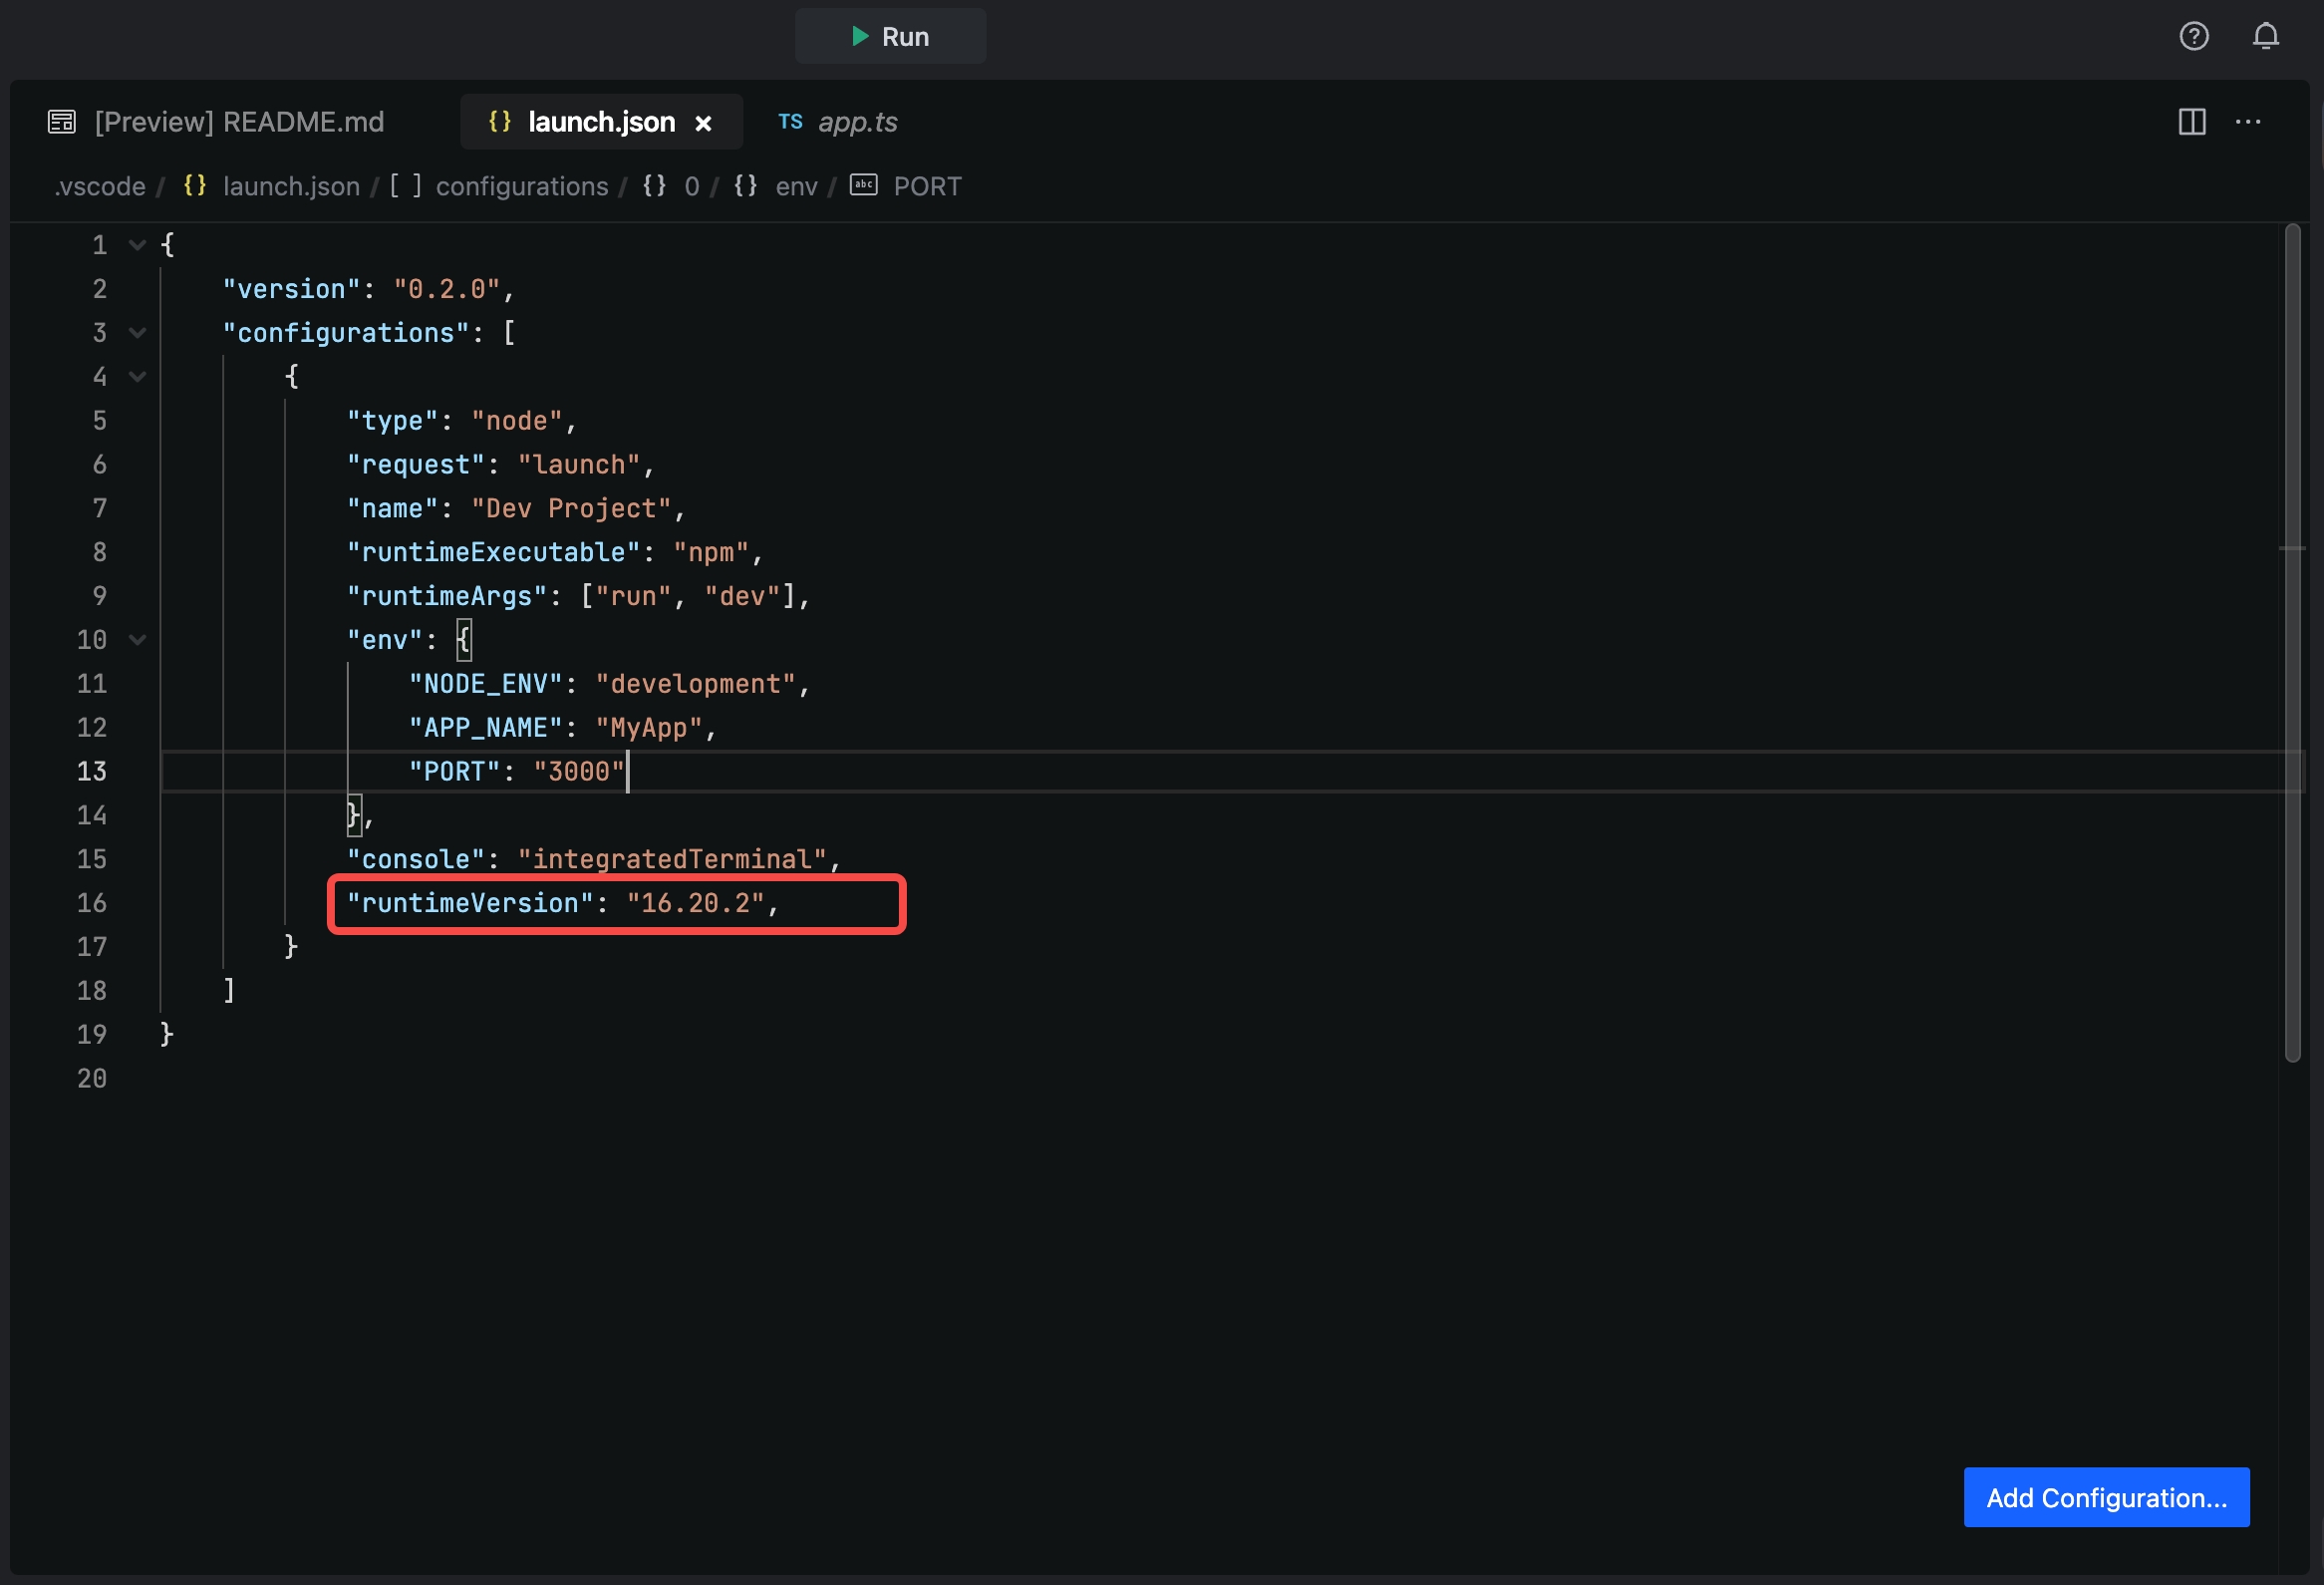 Run
[Preview] README.md {} launch.json × TS app.ts ...
.vscode / {} launch.json / [ ] configurations / {} 0 / {} env / abc PORT
1 {
2 "version": "0.2.0",
3 "configurations": [
4 {
5 "type": "node",
6 "request": "launch",
7 "name": "Dev Project",
8 "runtimeExecutable": "npm",
9 "runtimeArgs": ["run", "dev"],
10 "env": {
11 "NODE_ENV": "development",
12 "APP_NAME": "MyApp",
13 "PORT": "3000"
14 },
15 "console": "integratedTerminal",
16 "runtimeVersion": "16.20.2",
17 }
18 ]
19 }
20
Add Configuration...